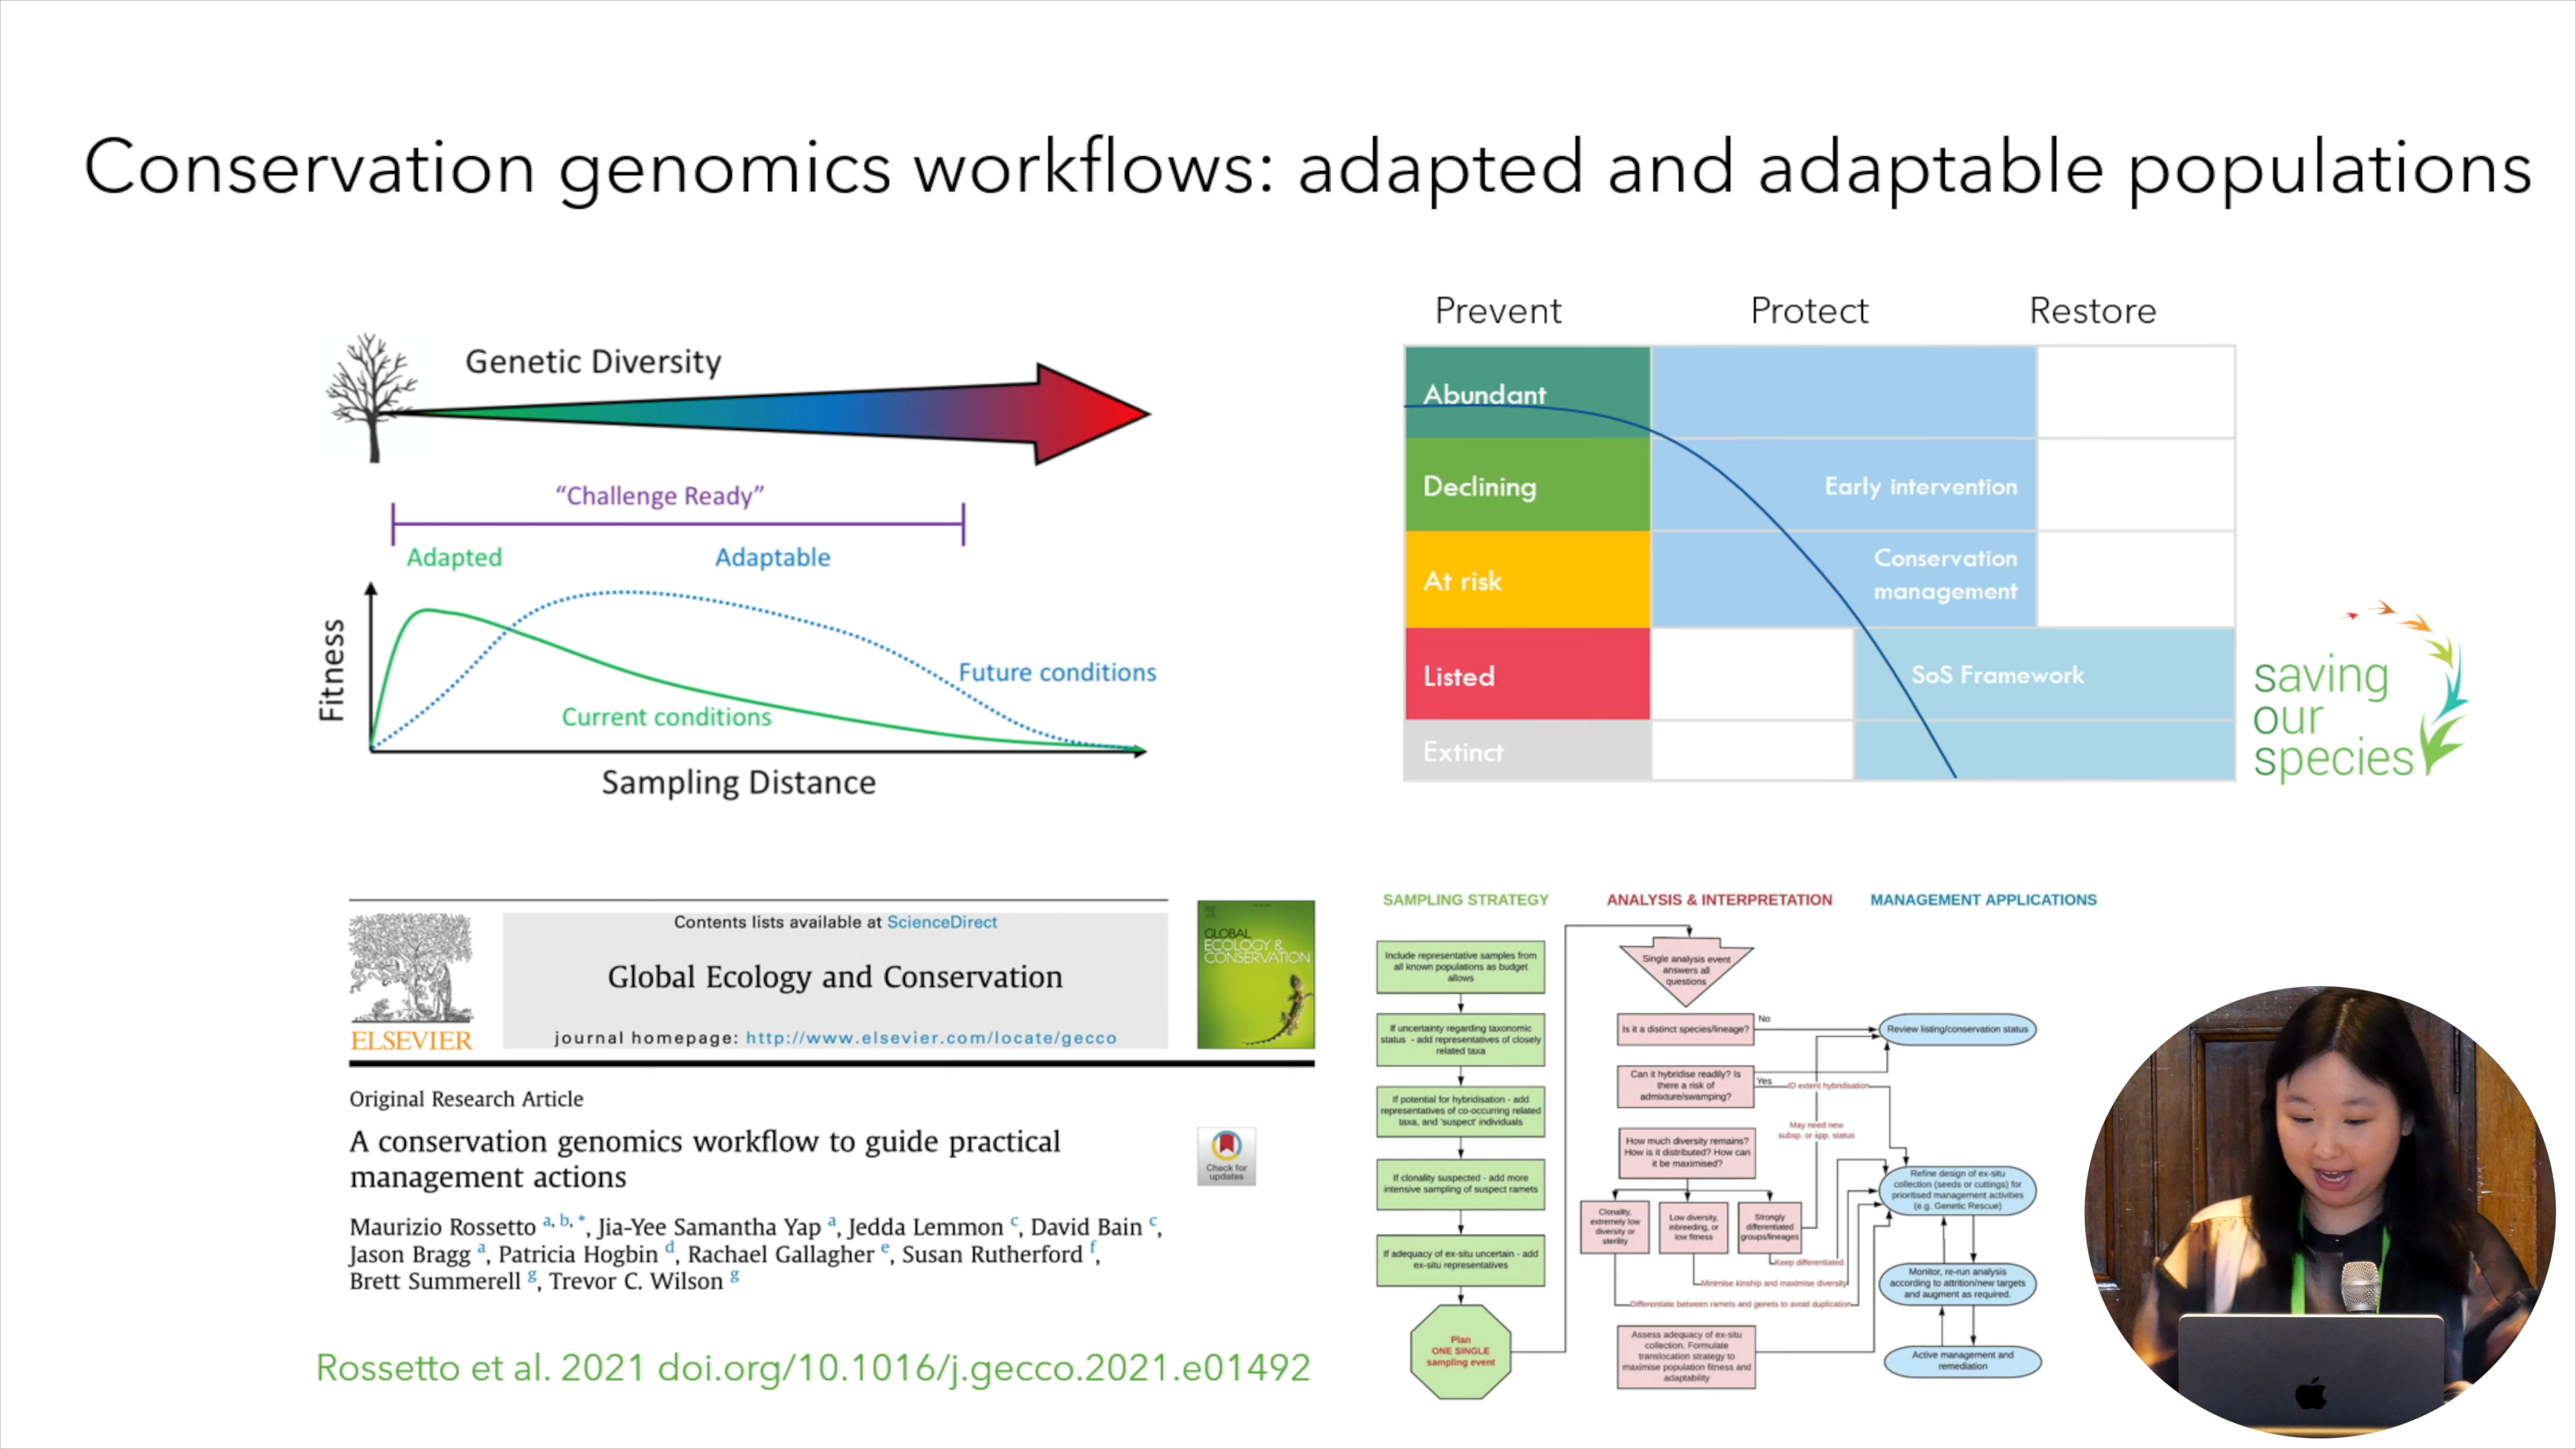 Conservation genomics workflows: adapted and adaptable populations
Genetic Diversity
“Challenge Ready”
Adapted
Adaptable
Fitness
Future conditions
Current conditions
Sampling Distance
Prevent
Protect
Restore
Abundant
Declining
Early intervention
At risk
Conservation
management
Listed
SoS Framework
Extinct
saving
our
species
Contents lists available at ScienceDirect
Global Ecology and Conservation
journal homepage: http://www.elsevier.com/locate/gecco
ELSEVIER
GLOBAL
ECOLOGY &
CONSERVATION
Original Research Article
A conservation genomics workflow to guide practical
management actions
Check for
updates
Maurizio Rossetto a, b, *, Jia-Yee Samantha Yap a, Jedda Lemmon c, David Bain c,
Jason Bragg a, Patricia Hogbin d, Rachael Gallagher e, Susan Rutherford f,
Brett Summerell g, Trevor C. Wilson g
Rossetto et al. 2021 doi.org/10.1016/j.gecco.2021.e01492
SAMPLING STRATEGY
Include representative samples from
all known populations as budget
allows
If uncertainty regarding taxonomic
status - add representatives of closely
related taxa
If potential for hybridisation - add
representatives of co-occurring related
taxa, and 'suspect' individuals
If clonality suspected - add more
intensive sampling of suspect ramets
If adequacy of ex-situ uncertain - add
ex-situ representatives
Plan
ONE SINGLE
sampling event
ANALYSIS & INTERPRETATION
Single analysis event
answers all
questions
Is it a distinct species/lineage?
No
Can it hybridise readily? Is
there a risk of
admixture/swamping?
Yes
ID extent hybridisation
May need new
subsp. or spp. status
How much diversity remains?
How is it distributed? How can
it be maximised?
Clonality,
extremely low
diversity or
sterility
Low diversity,
inbreeding, or
low fitness
Strongly
differentiated
groups/lineages
Keep differentiated
Minimise kinship and maximise diversity
Differentiate between ramets and genets to avoid duplication
Assess adequacy of ex-situ
collection. Formulate
translocation strategy to
maximise population fitness and
adaptability
MANAGEMENT APPLICATIONS
Review listing/conservation status
Refine design of ex-situ
collection (seeds or cuttings) for
prioritised management activities
(e.g. Genetic Rescue)
Monitor, re-run analysis
according to attrition/new targets
and augment as required.
Active management and
remediation